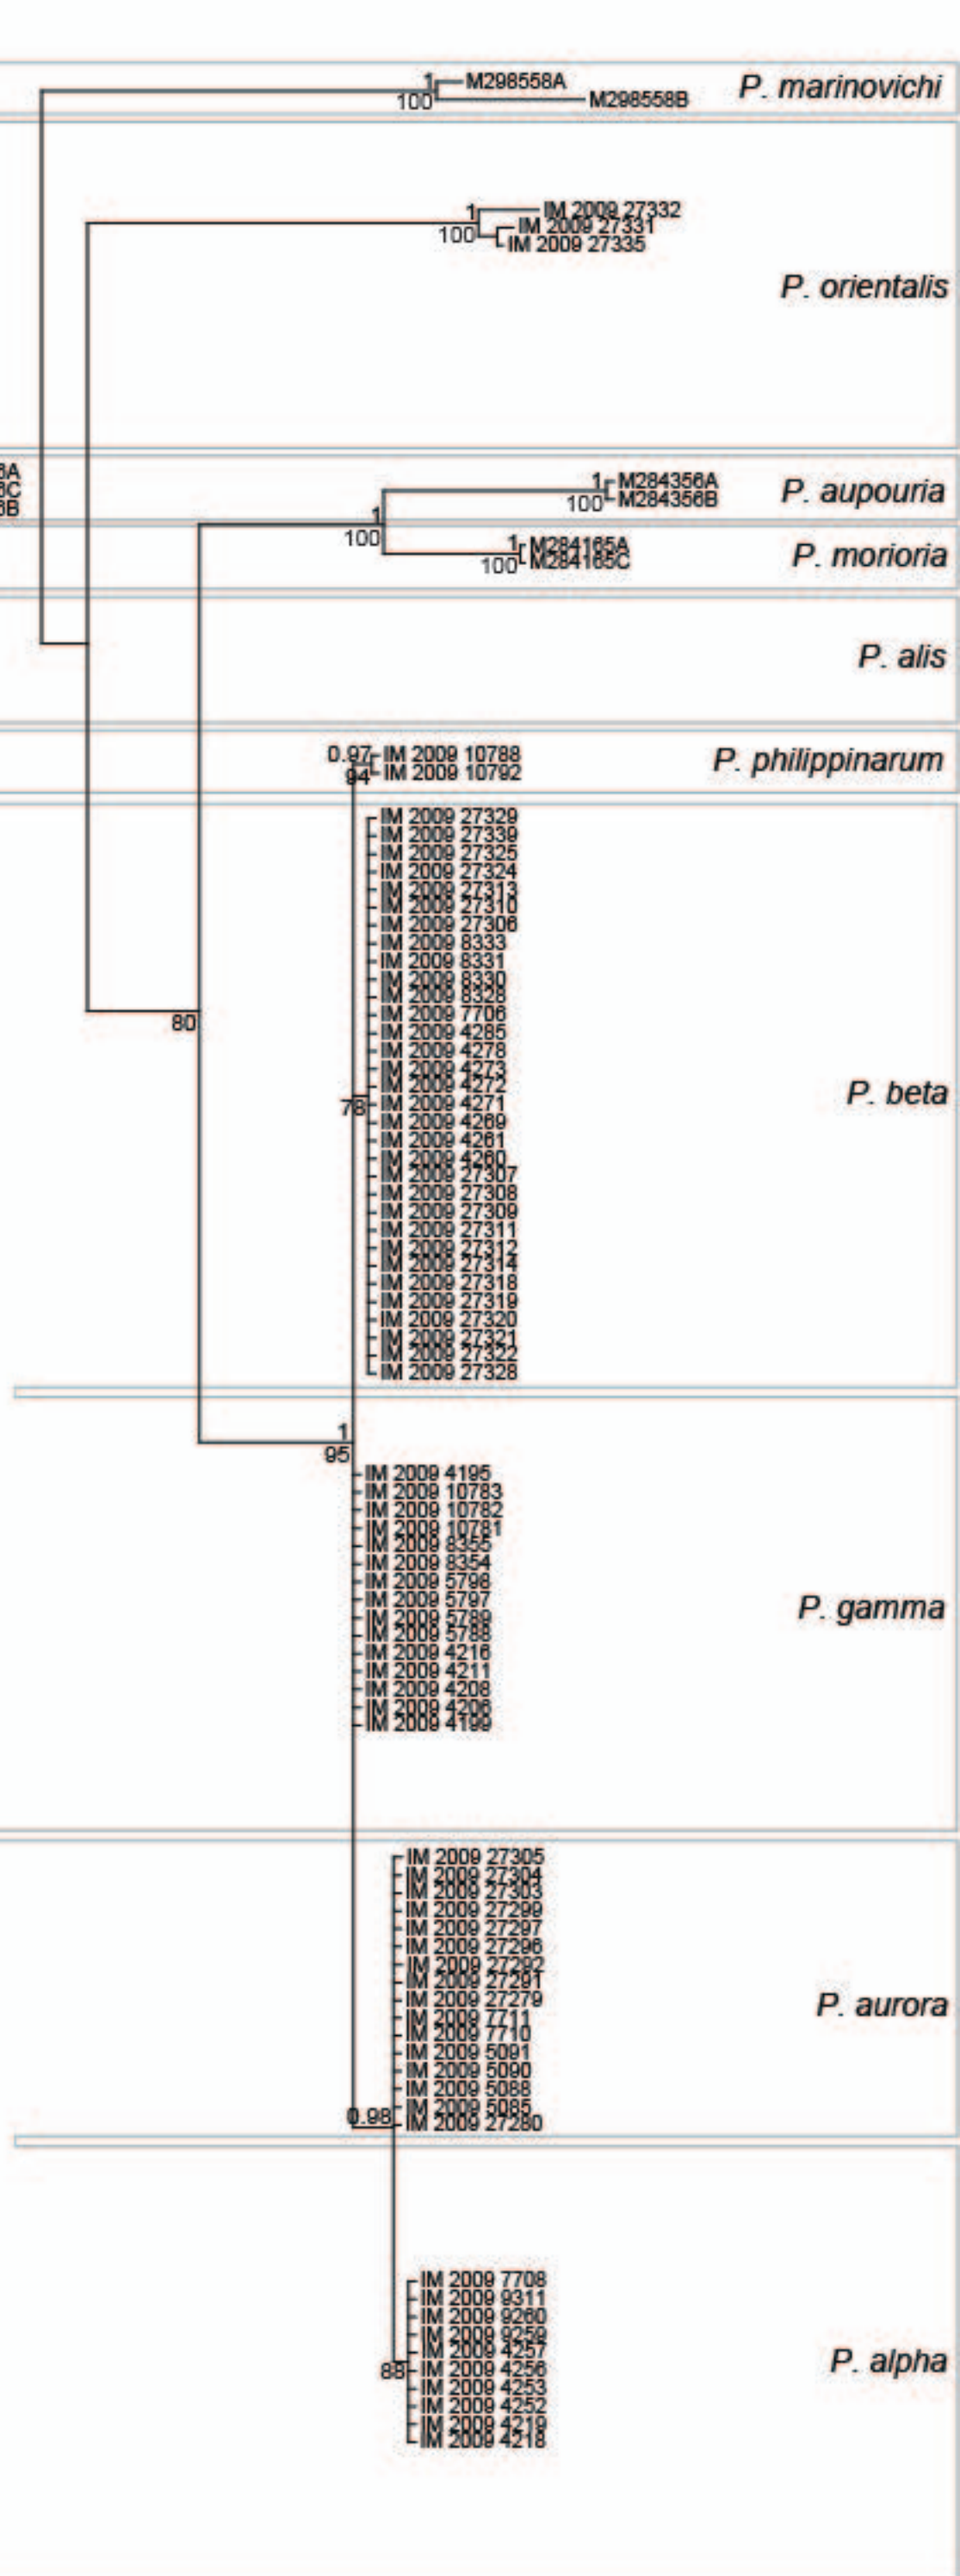 1 M298558A
100 M298558B
P. marinovichi
1 IM 2009 27332
IM 2009 27331
100 IM 2009 27335
P. orientalis
6A
6C
6B
1 M284356A
100 M284356B
P. aupouria
1
100
1 M284165A
100 M284165C
P. morioria
P. alis
0.97 IM 2009 10788
94 IM 2009 10792
P. philippinarum
IM 2009 27329
IM 2009 27339
IM 2009 27325
IM 2009 27324
IM 2009 27313
IM 2009 27310
IM 2009 27306
IM 2009 8333
IM 2009 8331
IM 2009 8330
IM 2009 8328
IM 2009 7706
80
IM 2009 4285
IM 2009 4278
IM 2009 4273
IM 2009 4272
P. beta
78 IM 2009 4271
IM 2009 4269
IM 2009 4261
IM 2009 4260
IM 2009 27307
IM 2009 27308
IM 2009 27309
IM 2009 27311
IM 2009 27312
IM 2009 27314
IM 2009 27318
IM 2009 27319
IM 2009 27320
IM 2009 27321
IM 2009 27322
IM 2009 27328
1
95
IM 2009 4195
IM 2009 10783
IM 2009 10782
IM 2009 10781
IM 2009 8355
IM 2009 8354
IM 2009 5798
IM 2009 5797
P. gamma
IM 2009 5789
IM 2009 5788
IM 2009 4216
IM 2009 4211
IM 2009 4208
IM 2009 4206
IM 2009 4199
IM 2009 27305
IM 2009 27304
IM 2009 27303
IM 2009 27299
IM 2009 27297
IM 2009 27296
IM 2009 27292
IM 2009 27291
IM 2009 27279
P. aurora
IM 2009 7711
IM 2009 7710
IM 2009 5091
IM 2009 5090
IM 2009 5088
IM 2009 5085
0.98 IM 2009 27280
IM 2009 7708
IM 2009 9311
IM 2009 9260
IM 2009 9259
IM 2009 4257
P. alpha
88 IM 2009 4256
IM 2009 4253
IM 2009 4252
IM 2009 4219
IM 2009 4218